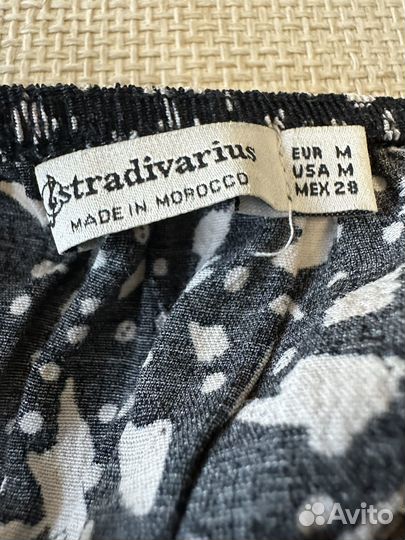 stradivarius
MADE IN MOROCCO
EUR M
USA M
MEX 28
Avito